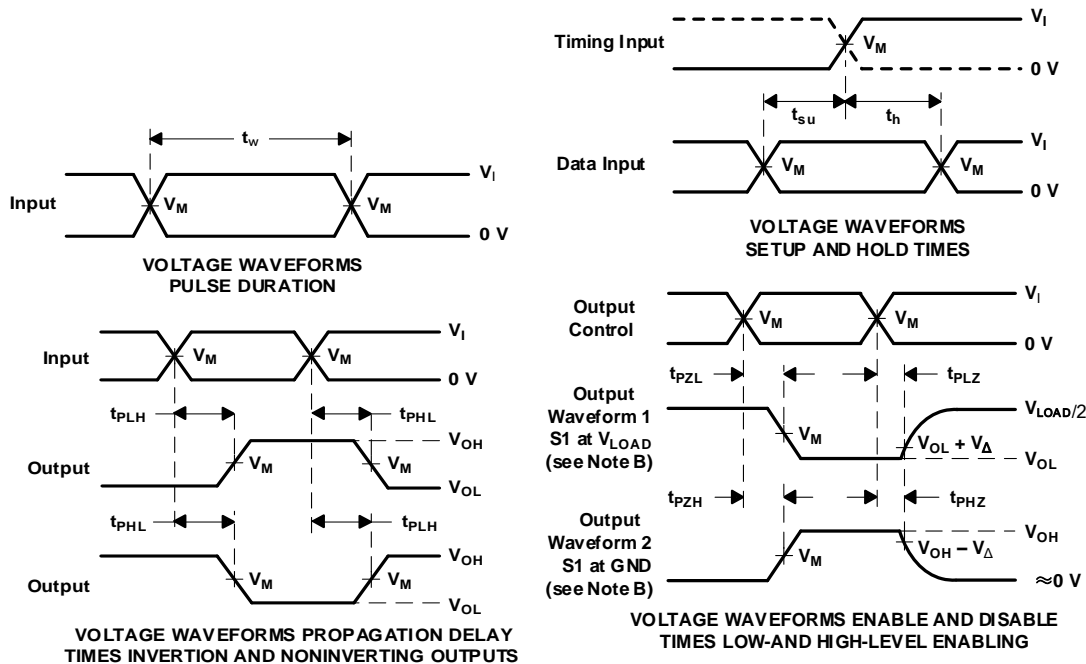 t_w
V_I
Input
V_M
V_M
0 V
VOLTAGE WAVEFORMS
PULSE DURATION
Timing Input
V_I
V_M
0 V
t_su
t_h
Data Input
V_I
V_M
V_M
0 V
VOLTAGE WAVEFORMS
SETUP AND HOLD TIMES
Input
V_I
V_M
V_M
0 V
t_PLH
t_PHL
Output
V_OH
V_M
V_M
V_OL
t_PHL
t_PLH
Output
V_OH
V_M
V_M
V_OL
VOLTAGE WAVEFORMS PROPAGATION DELAY
TIMES INVERTION AND NONINVERTING OUTPUTS
Output
Control
V_I
V_M
V_M
0 V
t_PZL
t_PLZ
Output
Waveform 1
S1 at V_LOAD
(see Note B)
V_LOAD/2
V_M
V_OL + V_Δ
V_OL
t_PZH
t_PHZ
Output
Waveform 2
S1 at GND
(see Note B)
V_OH
V_M
V_OH – V_Δ
≈0 V
VOLTAGE WAVEFORMS ENABLE AND DISABLE
TIMES LOW-AND HIGH-LEVEL ENABLING